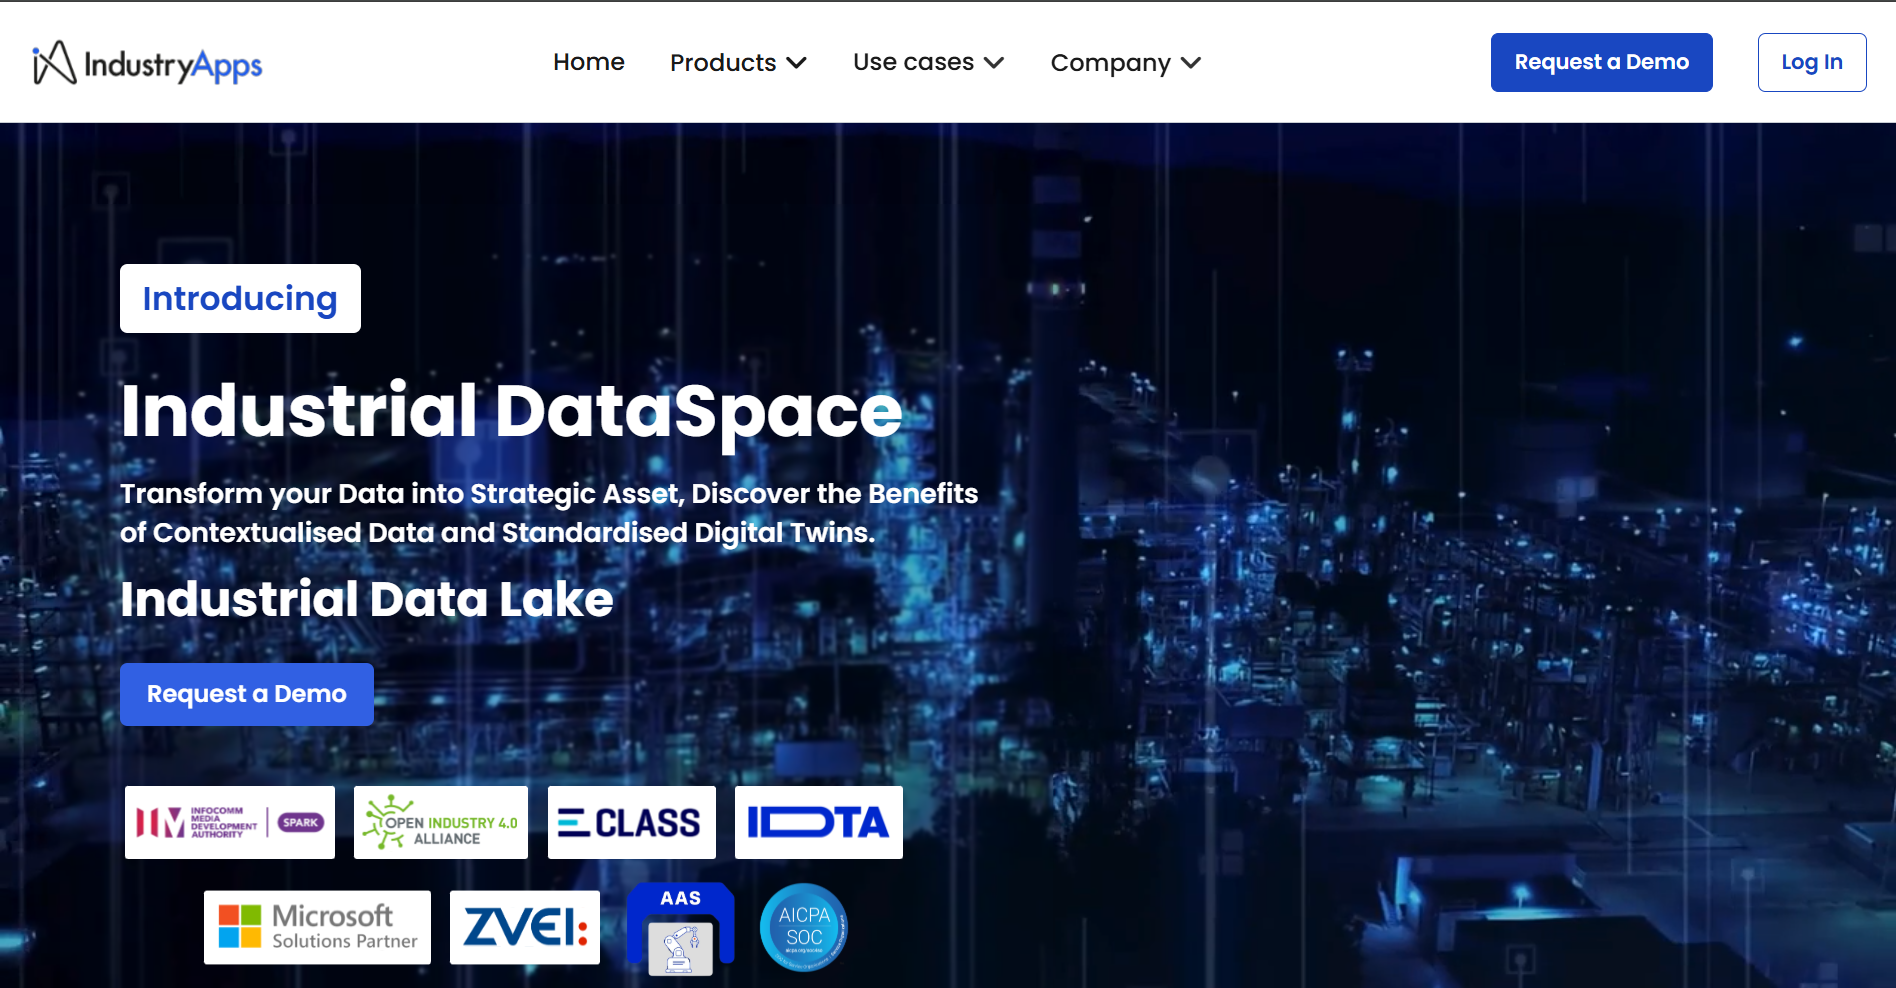 IndustryApps
Home
Products
Use cases
Company
Request a Demo
Log In
Introducing
Industrial DataSpace
Transform your Data into Strategic Asset, Discover the Benefits
of Contextualised Data and Standardised Digital Twins.
Industrial Data Lake
Request a Demo
INFOCOMM
MEDIA
DEVELOPMENT
AUTHORITY
SPARK
OPEN INDUSTRY 4.0
ALLIANCE
ECLASS
IDTA
Microsoft
Solutions Partner
ZVEI:
AAS
AICPA
SOC